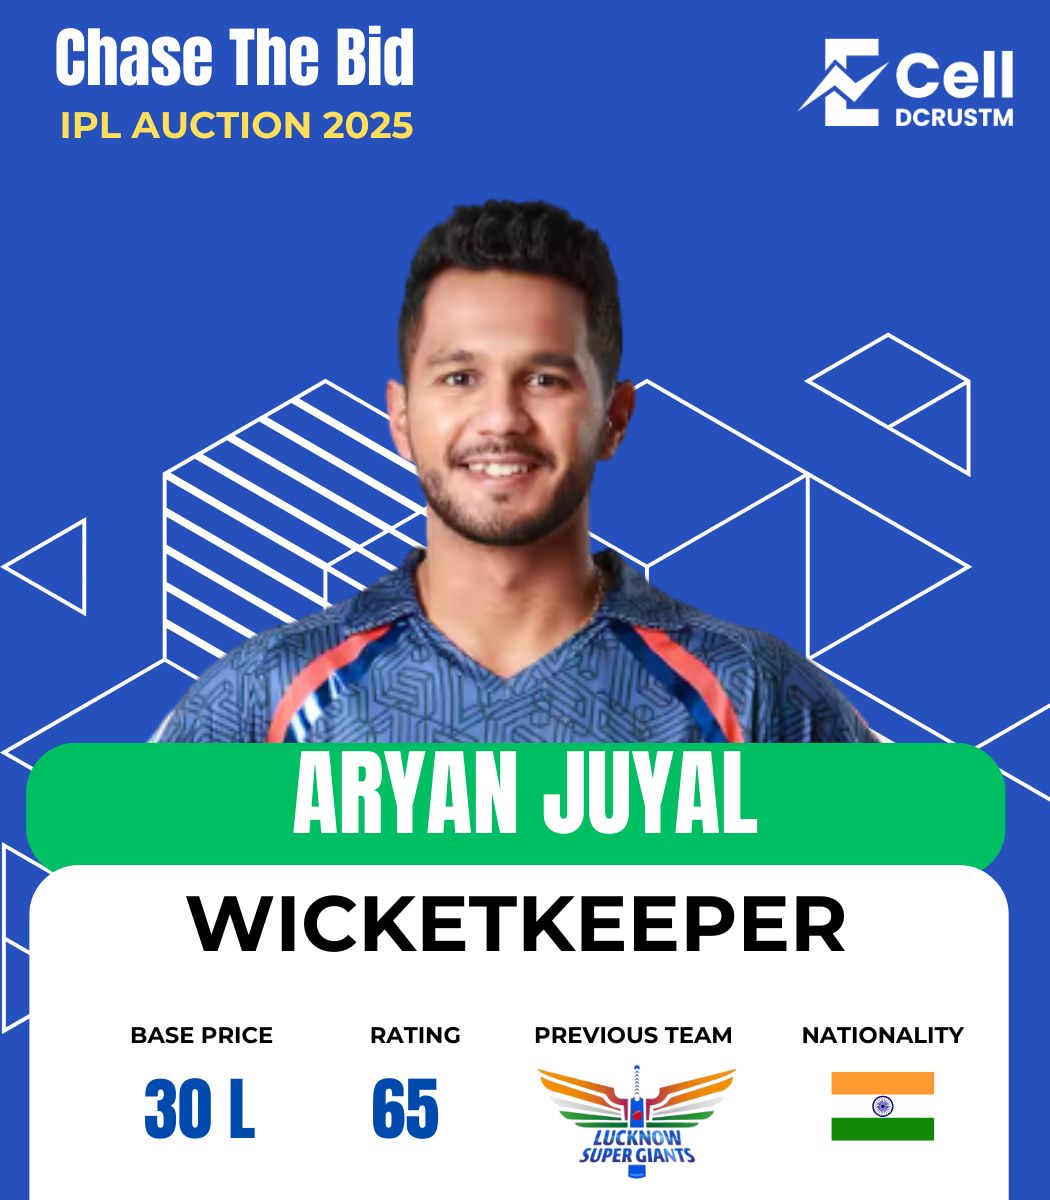 Chase The Bid
IPL AUCTION 2025
Cell
DCRUSTM
ARYAN JUYAL
WICKETKEEPER
BASE PRICE
RATING
PREVIOUS TEAM
NATIONALITY
30 L
65
LUCKNOW
SUPER GIANTS